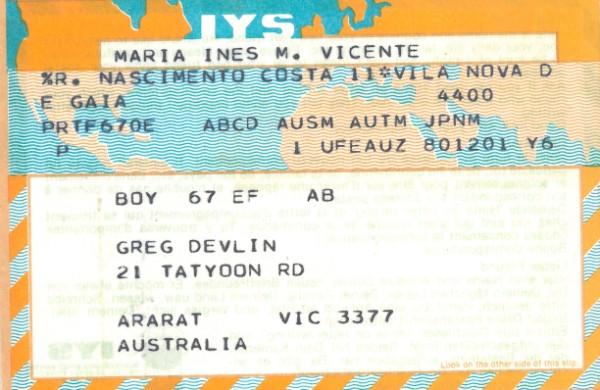 IYS
MARIA INES M. VICENTE
%R. NASCIMENTO COSTA 11*VILA NOVA D
E GAIA 4400
PRTF670E ABCD AUSM AUTM JPNM
P 1 UFEAUZ 801201 Y6
BOY 67 EF AB
GREG DEVLIN
21 TATYOON RD
ARARAT VIC 3377
AUSTRALIA
Look on the other side of this slip